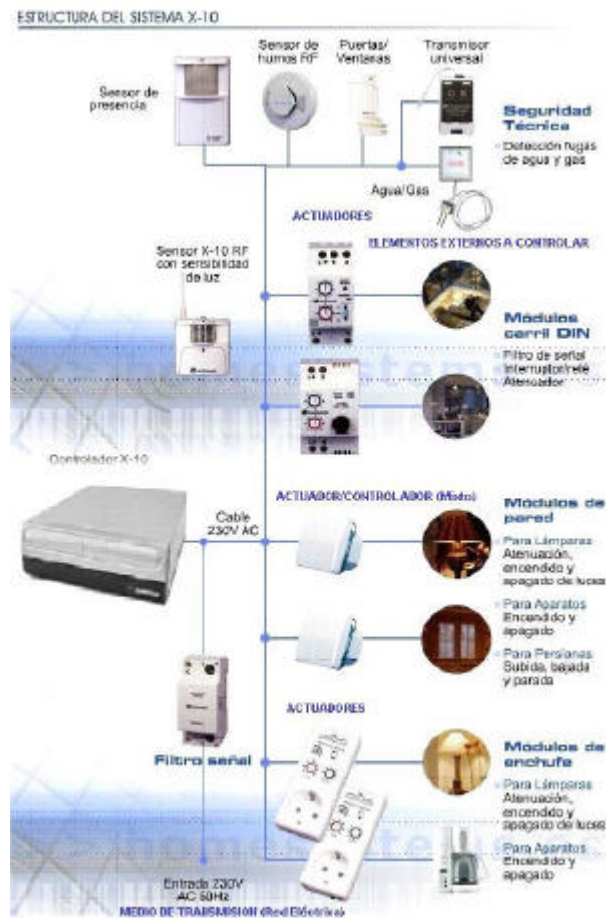 ESTRUCTURA DEL SISTEMA X-10
Sensor de
humos RF
Puertas/
Ventanas
Transmisor
universal
Sensor de
presencia
Seguridad
Técnica
Detección fugas
de agua y gas
Agua/Gas
ACTUADORES
ELEMENTOS EXTERNOS A CONTROLAR
Sensor X-10 RF
con sensibilidad
de luz
Módulos
carril DIN
Filtro de señal
Interruptor/relé
Atenuador
Controlador X-10
Cable
230V AC
ACTUADOR/CONTROLADOR (Mixto)
Módulos de
pared
Para Lámparas
Atenuación,
encendido y
apagado de luces
Para Aparatos
Encendido y
apagado
Para Persianas
Subida, bajada
y parada
ACTUADORES
Filtro señal
Módulos de
enchufe
Para Lámparas
Atenuación,
encendido y
apagado de luces
Para Aparatos
Encendido y
apagado
Entrada 230V
AC 50Hz
MEDIO DE TRANSMISION (Red Eléctrica)